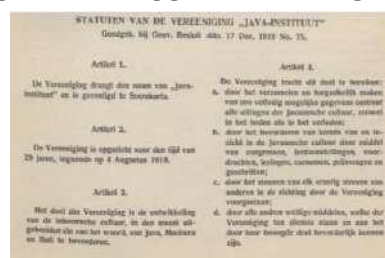 STATUTEN VAN DE VEREENIGING „JAVA-INSTITUUT"
Goedgek. bij Gouv. Besluit ddo. 17 Dec. 1919 No. 75.
Artikel 1.
De Vereeniging draagt den naam van „Java-
Instituut" en is gevestigd te Soerakarta.
Artikel 2.
De Vereeniging is opgericht voor den tijd van
29 jaren, ingaande op 4 Augustus 1919.
Artikel 3.
Het doel der Vereeniging is de ontwikkeling
van de inheemsche cultuur, in den meest uit-
gebreiden zin van het woord, van Java, Madoera
en Bali te bevorderen.
Artikel 4.
De Vereeniging tracht dit doel te bereiken:
a. door het verzamelen en toegankelijk maken
van zoo volledig mogelijke gegevens omtrent
alle uitingen der Javaansche cultuur, zoowel
in het heden als in het verleden;
b. door het bevorderen van kennis van en in-
zicht in de Javaansche cultuur door middel
van congressen, tentoonstellingen, voor-
drachten, lezingen, cursussen, prijsvragen en
geschriften;
c. door het steunen van elk ernstig streven van
anderen in de richting door de Vereeniging
voorgestaan;
d. door alle andere wettige middelen, welke der
Vereeniging ten dienste staan en aan het
door haar beoogde doel bevorderlijk kunnen
zijn.